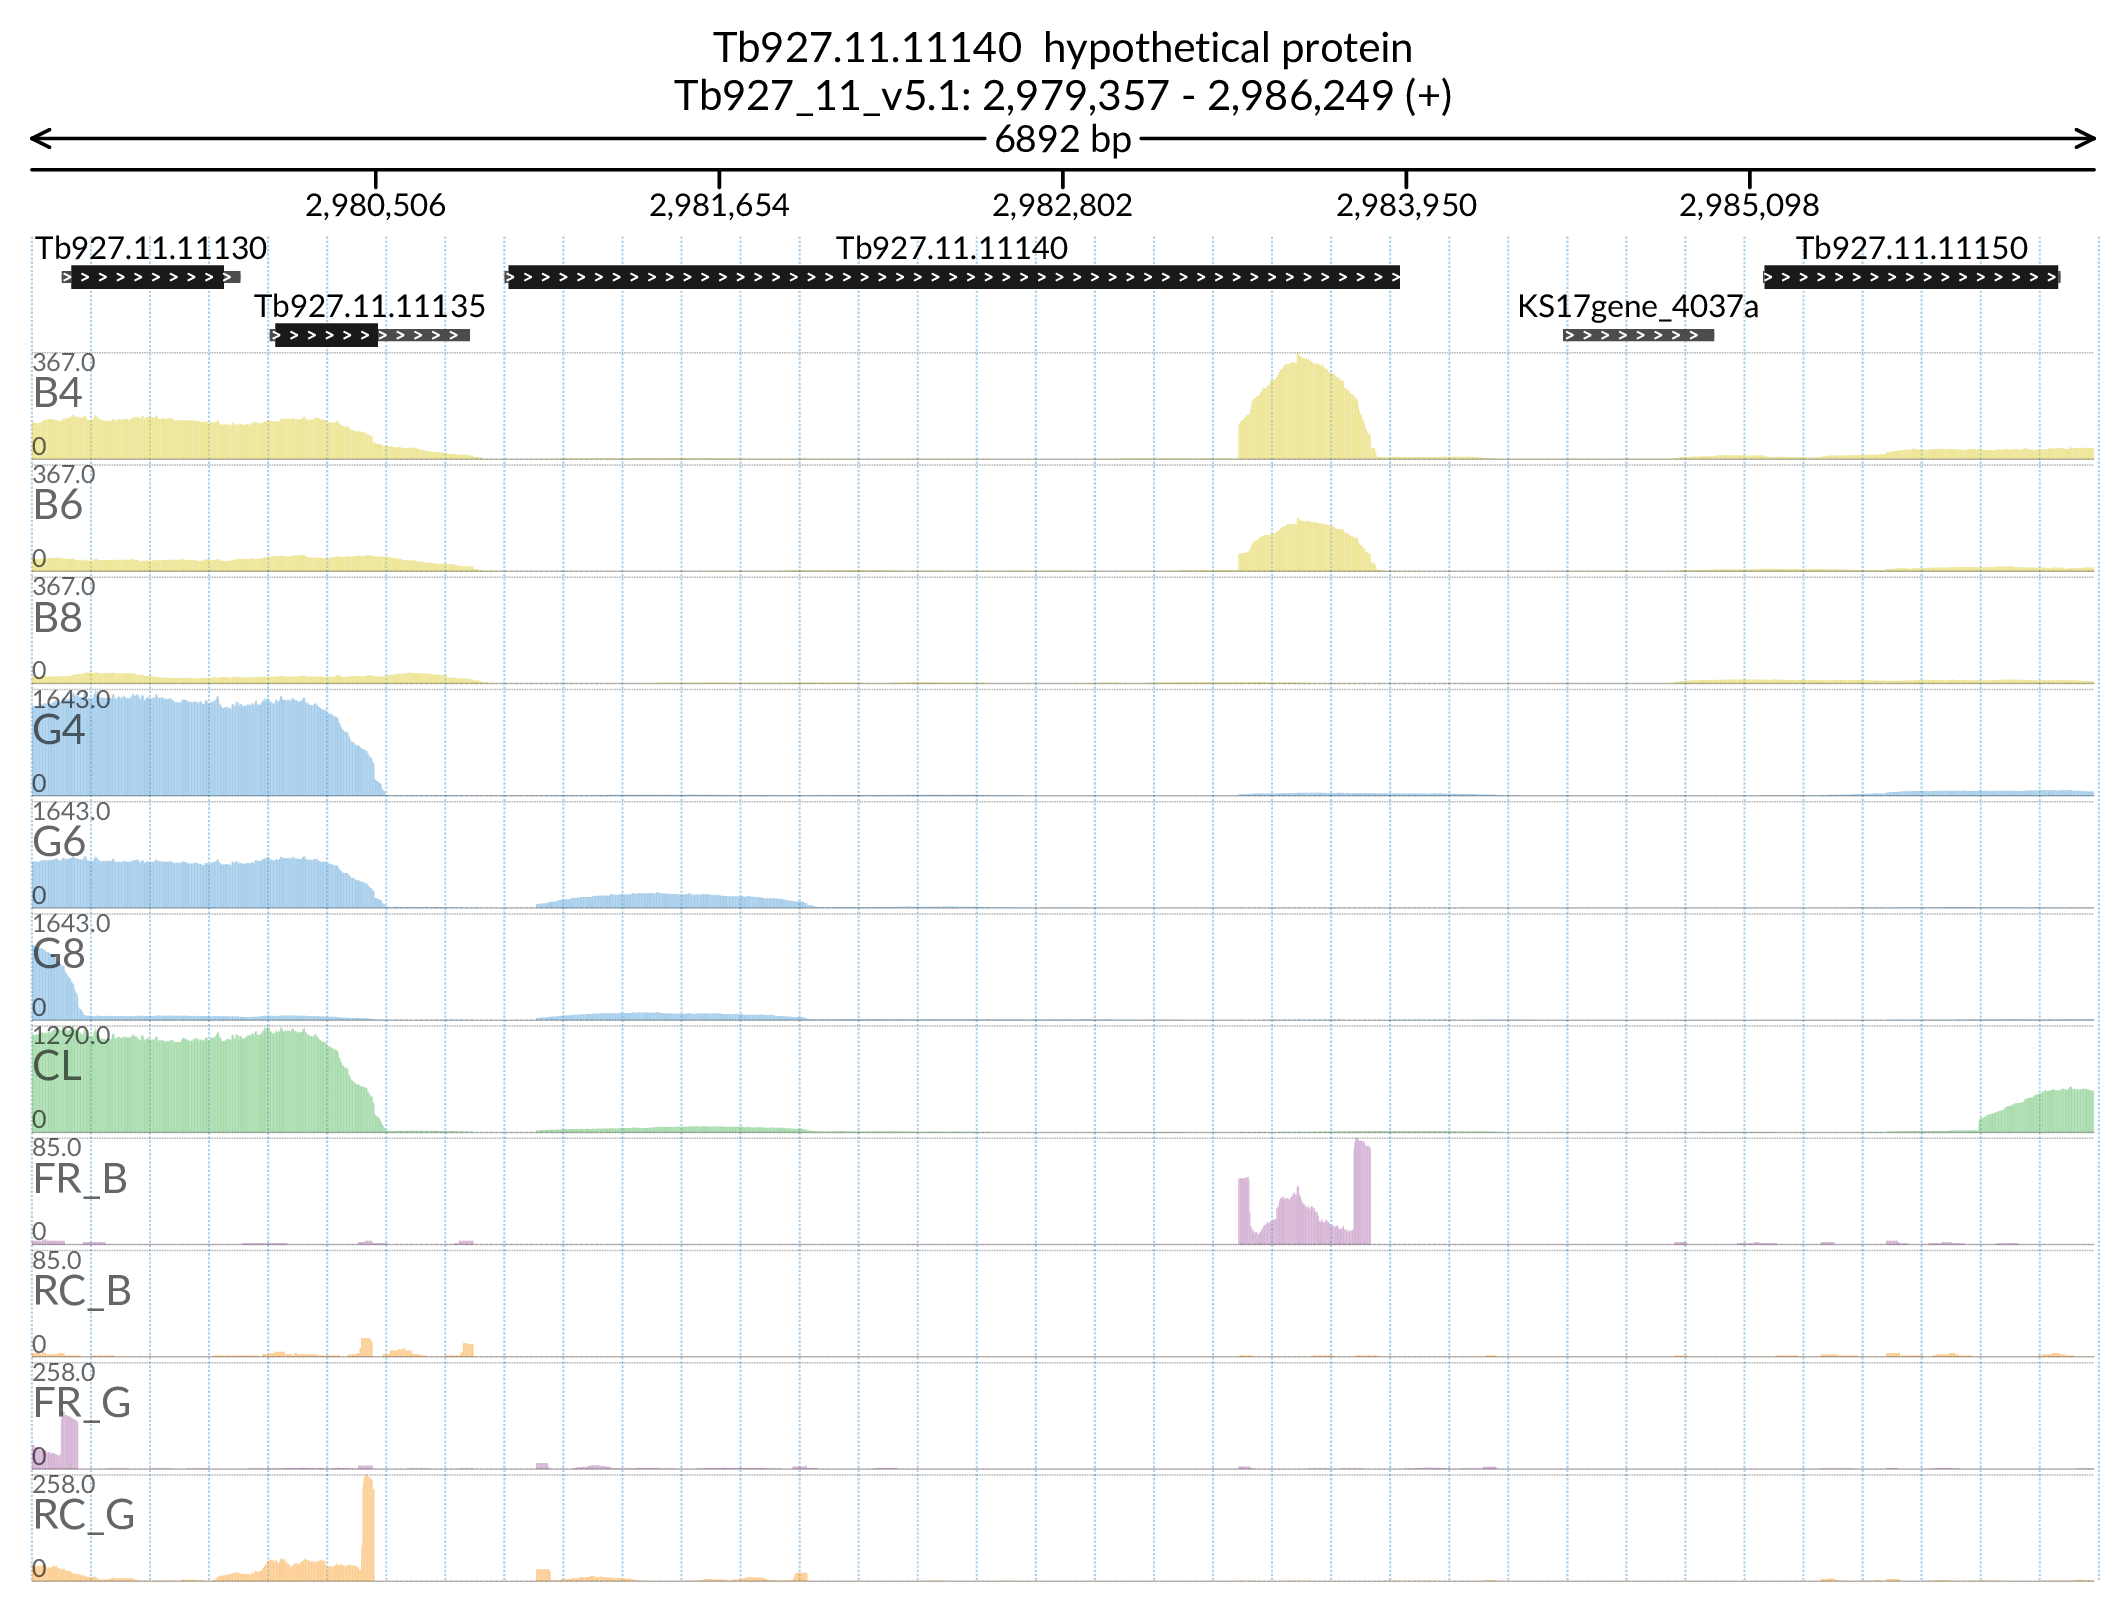 Tb927.11.11140 hypothetical protein
Tb927_11_v5.1: 2,979,357 - 2,986,249 (+)
6892 bp
2,980,506 2,981,654 2,982,802 2,983,950 2,985,098
Tb927.11.11130 Tb927.11.11140 Tb927.11.11150
Tb927.11.11135 KS17gene_4037a
367.0
B4
0
367.0
B6
0
367.0
B8
0
1643.0
G4
0
1643.0
G6
0
1643.0
G8
0
1290.0
CL
0
85.0
FR_B
0
85.0
RC_B
0
258.0
FR_G
0
258.0
RC_G
0